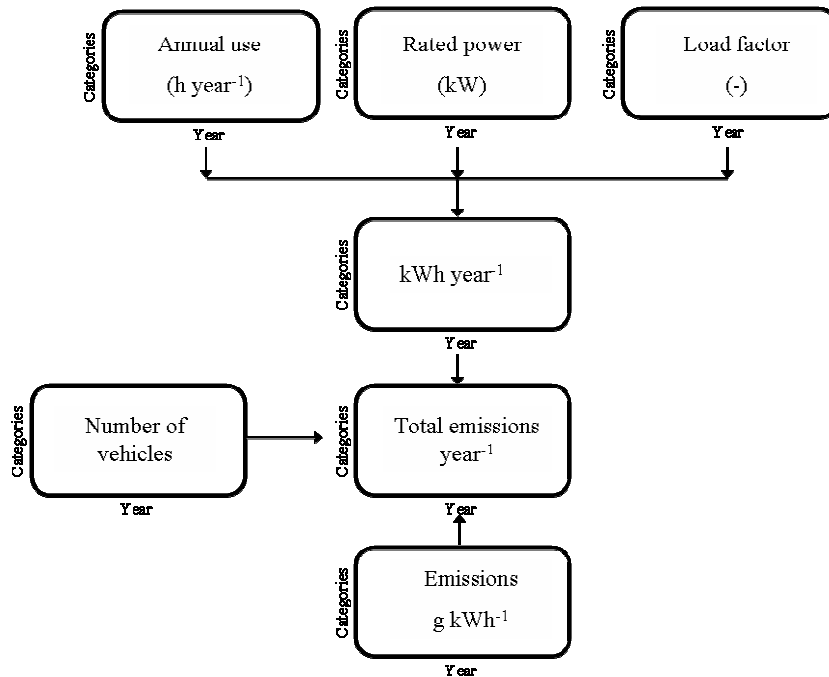 Categories
Annual use
(h year⁻¹)
Year
Categories
Rated power
(kW)
Year
Categories
Load factor
(-)
Year
Categories
kWh year⁻¹
Year
Categories
Number of
vehicles
Year
Categories
Total emissions
year⁻¹
Year
Categories
Emissions
g kWh⁻¹
Year